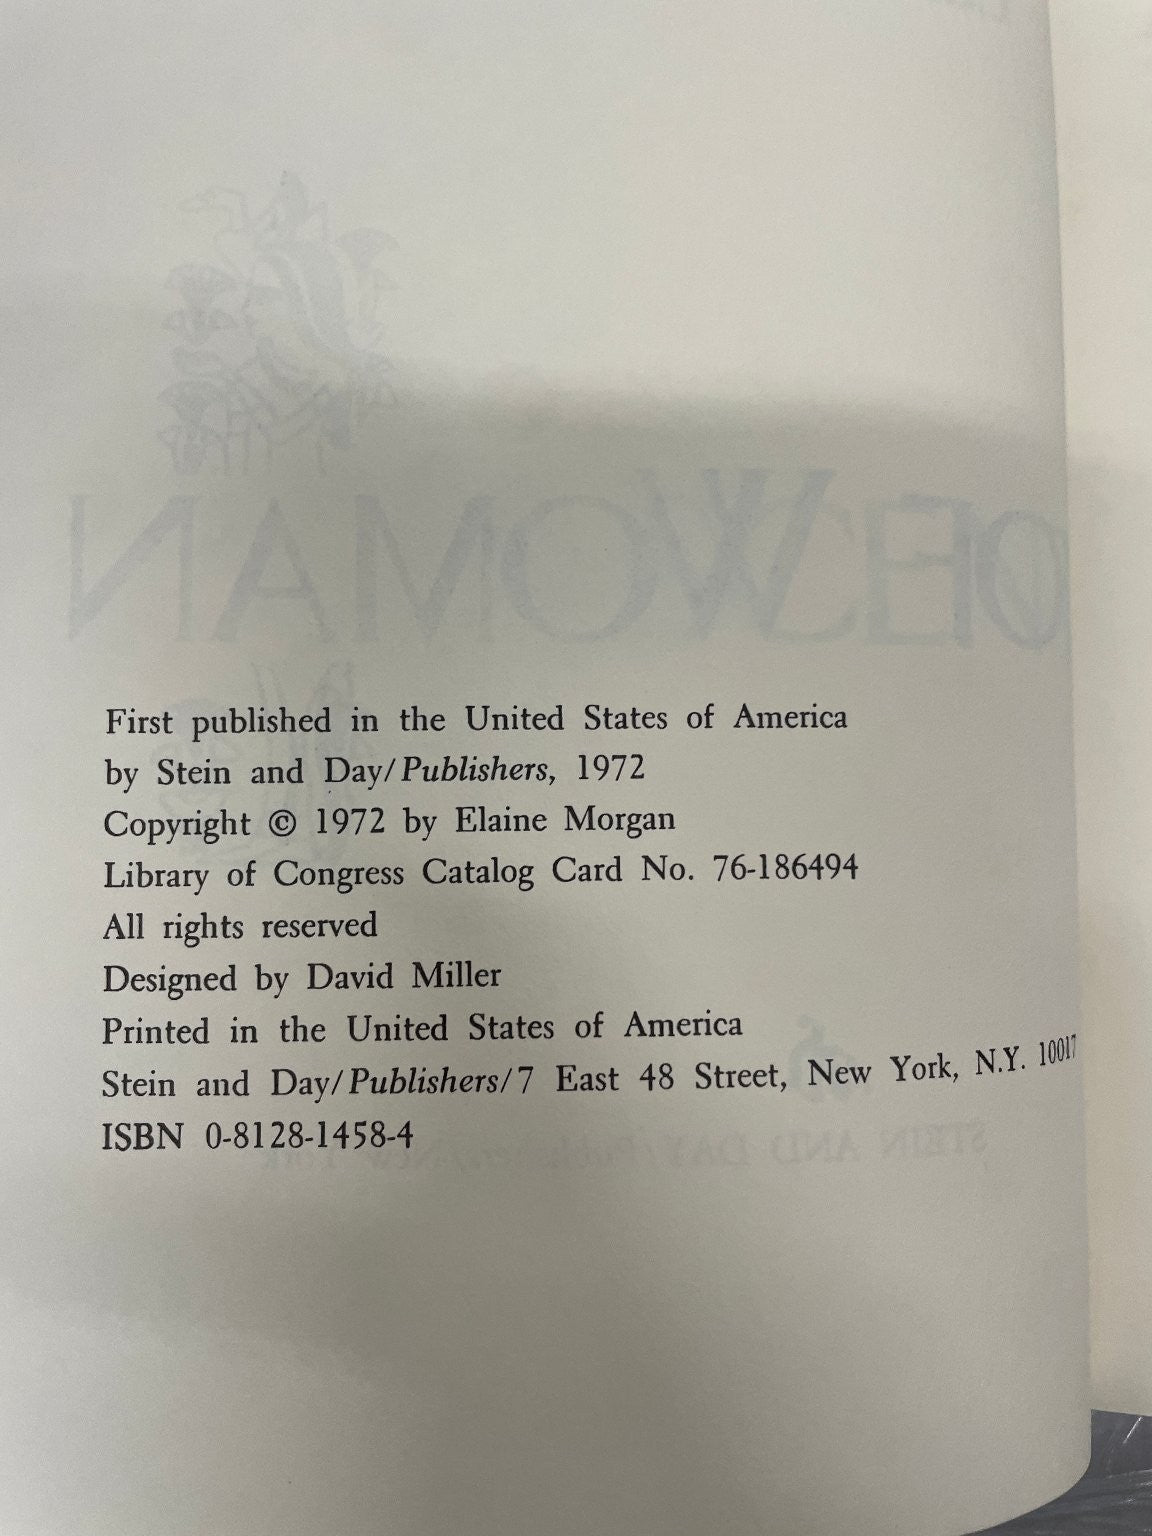 First published in the United States of America
by Stein and Day/Publishers, 1972
Copyright © 1972 by Elaine Morgan
Library of Congress Catalog Card No. 76-186494
All rights reserved
Designed by David Miller
Printed in the United States of America
Stein and Day/Publishers/7 East 48 Street, New York, N.Y. 10017
ISBN 0-8128-1458-4